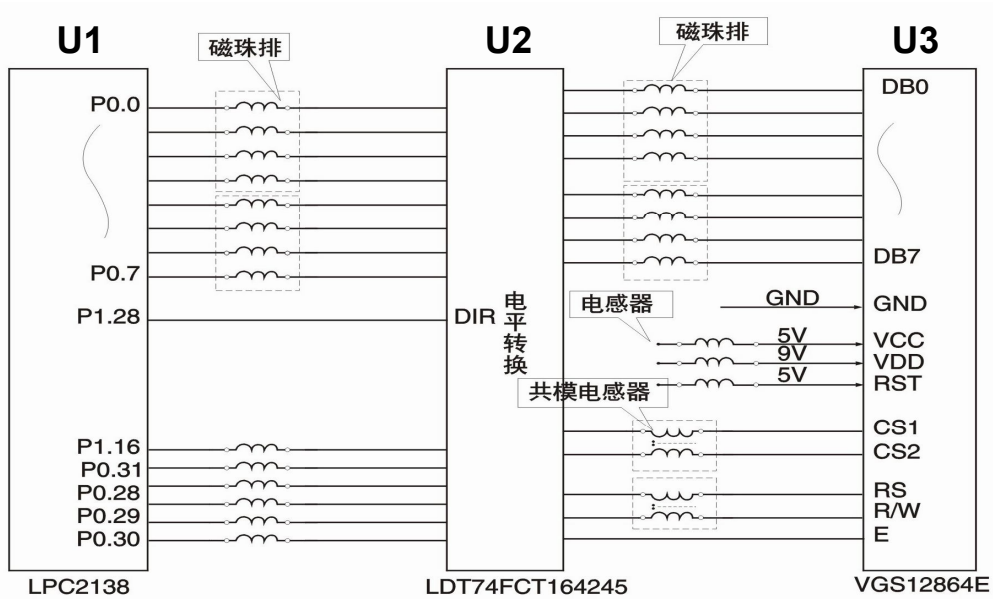 U1
U2
U3
磁珠排
磁珠排
P0.0
P0.7
P1.28
P1.16
P0.31
P0.28
P0.29
P0.30
LPC2138
DIR
电平转换
LDT74FCT164245
电感器
共模电感器
GND
5V
9V
5V
DB0
DB7
GND
VCC
VDD
RST
CS1
CS2
RS
R/W
E
VGS12864E